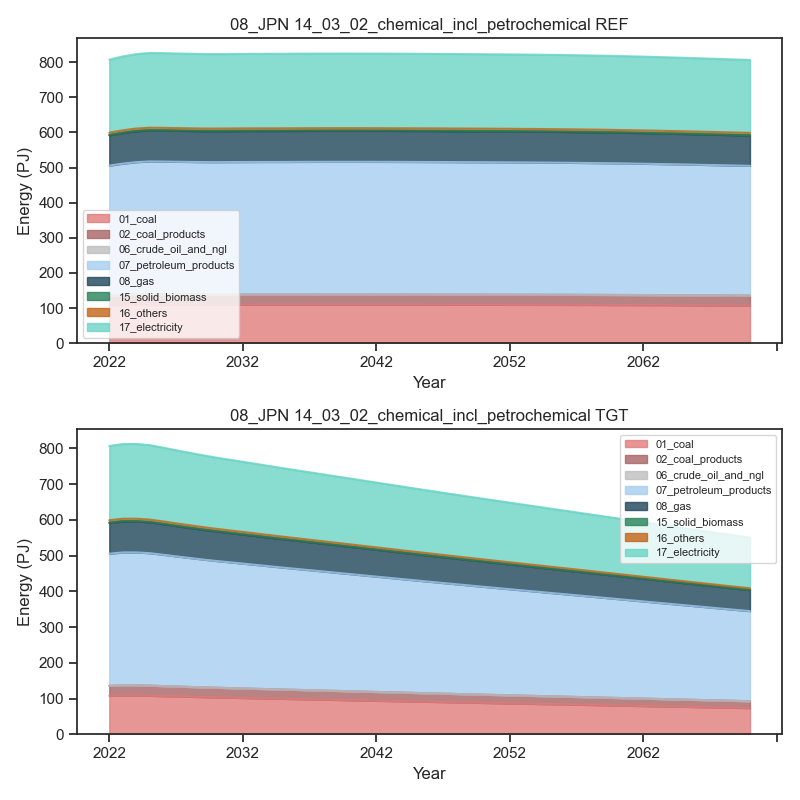 08_JPN 14_03_02_chemical_incl_petrochemical REF
Energy (PJ)
800
700
600
500
400
300
200
100
0
01_coal
02_coal_products
06_crude_oil_and_ngl
07_petroleum_products
08_gas
15_solid_biomass
16_others
17_electricity
2022 2032 2042 2052 2062
Year
08_JPN 14_03_02_chemical_incl_petrochemical TGT
Energy (PJ)
800
700
600
500
400
300
200
100
0
01_coal
02_coal_products
06_crude_oil_and_ngl
07_petroleum_products
08_gas
15_solid_biomass
16_others
17_electricity
2022 2032 2042 2052 2062
Year